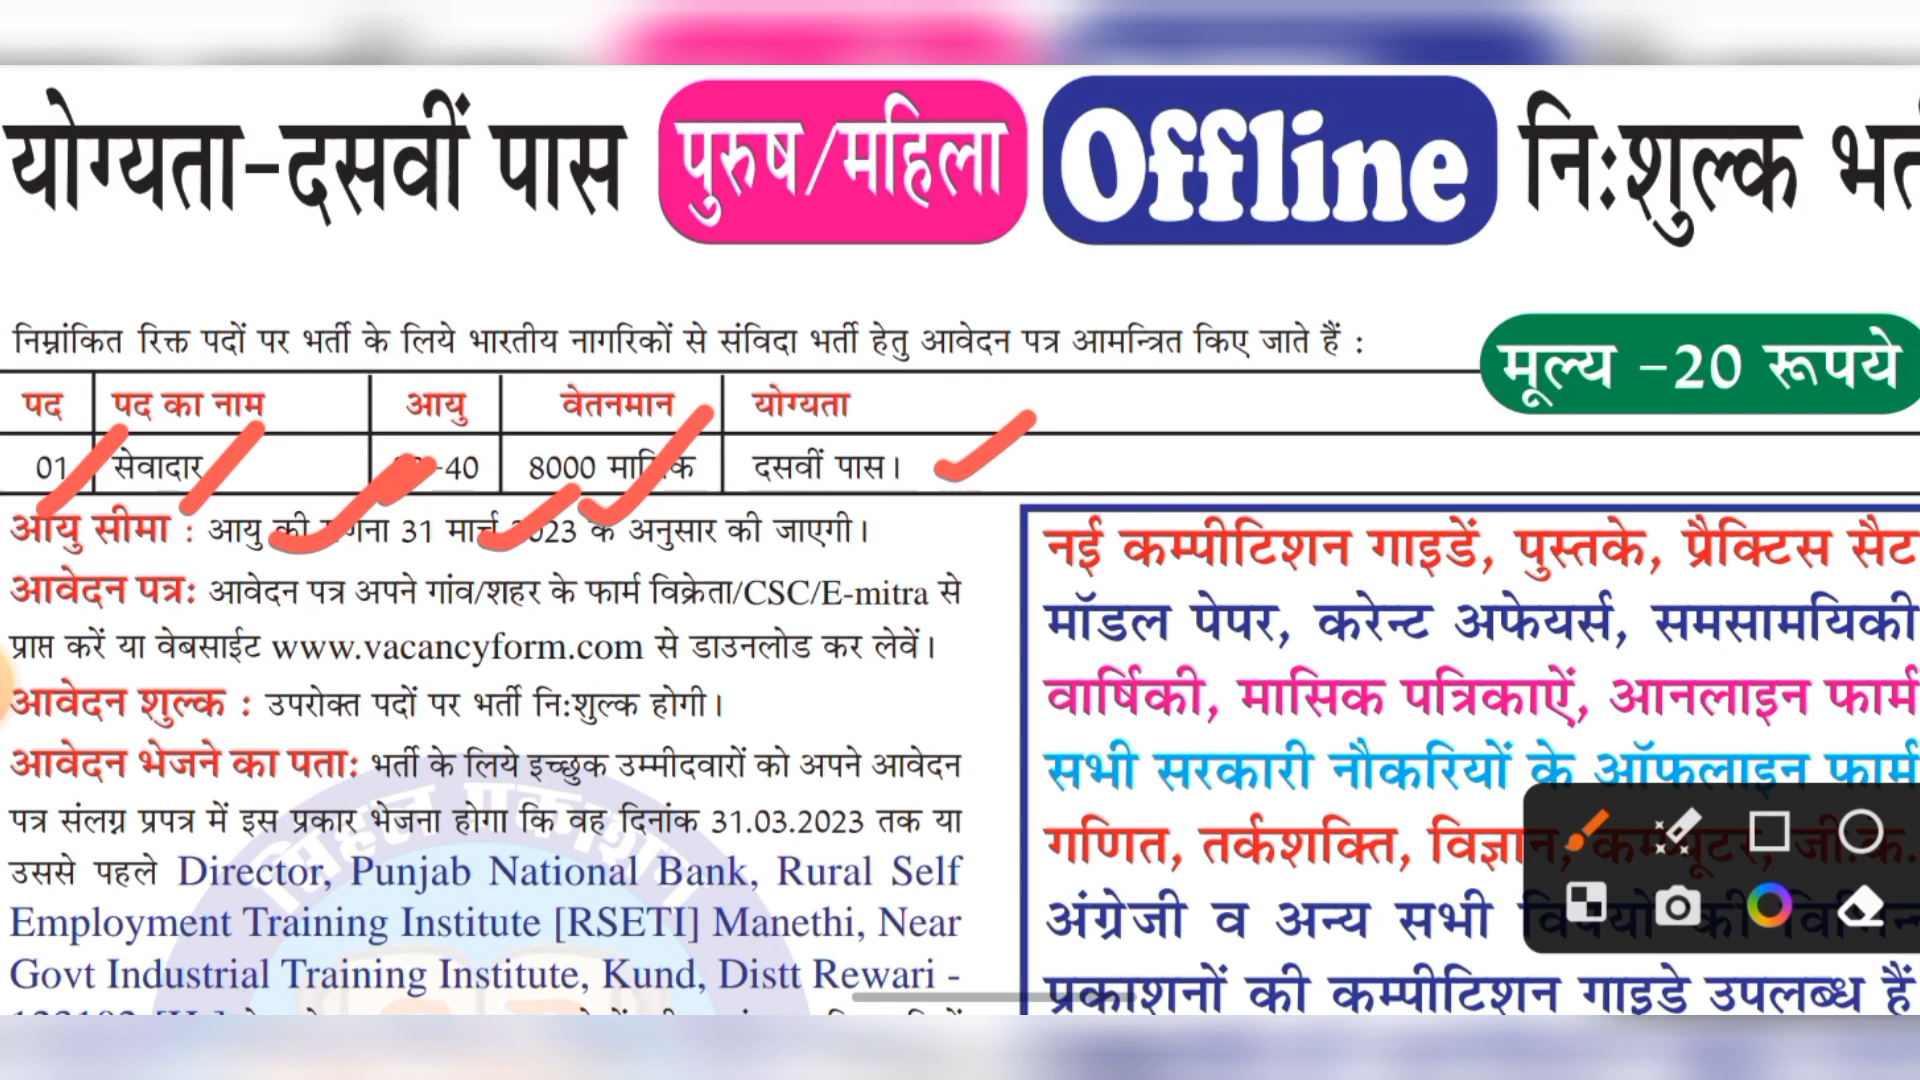 योग्यता-दसवीं पास पुरुष/महिला Offline निःशुल्क
निम्नांकित रिक्त पदों पर भर्ती के लिये भारतीय नागरिकों से संविदा भर्ती हेतु आवेदन पत्र आमन्त्रित किए जाते हैं :
मूल्य -20 रूपये
पद पद का नाम आयु वेतनमान योग्यता
01 सेवादार -40 8000 मासिक दसवीं पास।
आयु सीमा : आयु की गणना 31 मार्च 2023 के अनुसार की जाएगी।
आवेदन पत्र: आवेदन पत्र अपने गांव/शहर के फार्म विक्रेता/CSC/E-mitra से
प्राप्त करें या वेबसाईट www.vacancyform.com से डाउनलोड कर लेवें।
आवेदन शुल्क : उपरोक्त पदों पर भर्ती नि:शुल्क होगी।
आवेदन भेजने का पता: भर्ती के लिये इच्छुक उम्मीदवारों को अपने आवेदन
पत्र संलग्न प्रपत्र में इस प्रकार भेजना होगा कि वह दिनांक 31.03.2023 तक या
उससे पहले Director, Punjab National Bank, Rural Self
Employment Training Institute [RSETI] Manethi, Near
Govt Industrial Training Institute, Kund, Distt Rewari -
नई कम्पीटिशन गाइडें, पुस्तके, प्रैक्टिस सैट
मॉडल पेपर, करेन्ट अफेयर्स, समसामयिकी
वार्षिकी, मासिक पत्रिकाऐं, आनलाइन फार्म
सभी सरकारी नौकरियों के ऑफलाइन फार्म
गणित, तर्कशक्ति, विज्ञान, कम्प्यूटर, जी.क.
अंग्रेजी व अन्य सभी विषयों की
प्रकाशनों की कम्पीटिशन गाइडे उपलब्ध हैं